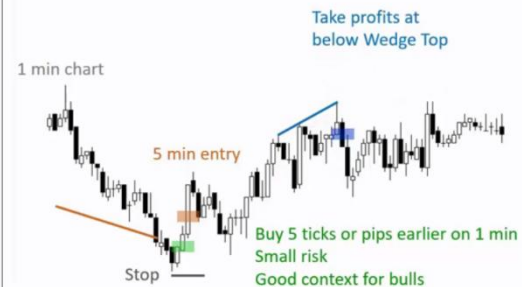 Take profits at
below Wedge Top
1 min chart
5 min entry
Buy 5 ticks or pips earlier on 1 min
Small risk
Stop
Good context for bulls